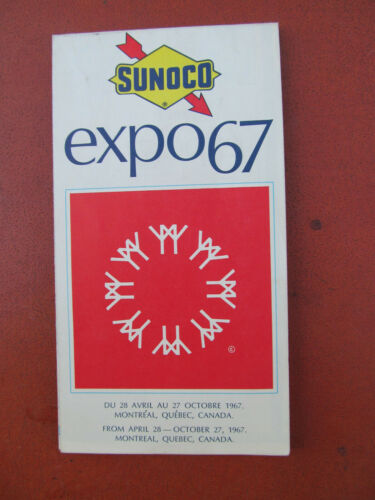 SUNOCO
®
expo67
©
DU 28 AVRIL AU 27 OCTOBRE 1967.
MONTRÉAL, QUÉBEC, CANADA.
FROM APRIL 28 — OCTOBER 27, 1967.
MONTREAL, QUEBEC, CANADA.